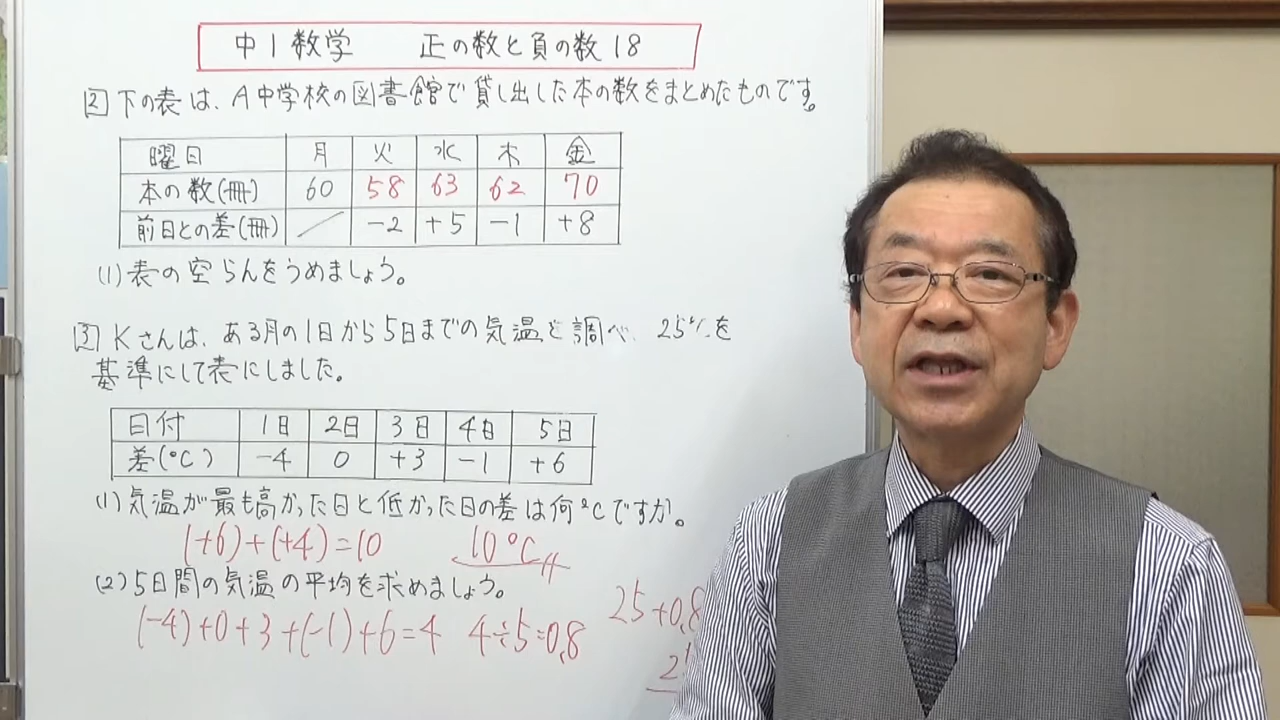 中1数学 正の数と負の数18
2 下の表は、A中学校の図書館で貸し出した本の数をまとめたものです。
曜日 月 火 水 木 金
本の数(冊) 60 58 63 62 70
前日との差(冊) ／ -2 +5 -1 +8
(1)表の空らんをうめましょう。
3 Kさんは、ある月の1日から5日までの気温を調べ、25℃を
基準にして表にしました。
日付 1日 2日 3日 4日 5日
差(℃) -4 0 +3 -1 +6
(1)気温が最も高かった日と低かった日の差は何℃ですか。
(+6)+(+4)=10 10℃
(2)5日間の気温の平均を求めましょう。
(-4)+0+3+(-1)+6=4 4÷5=0.8 25+0.8